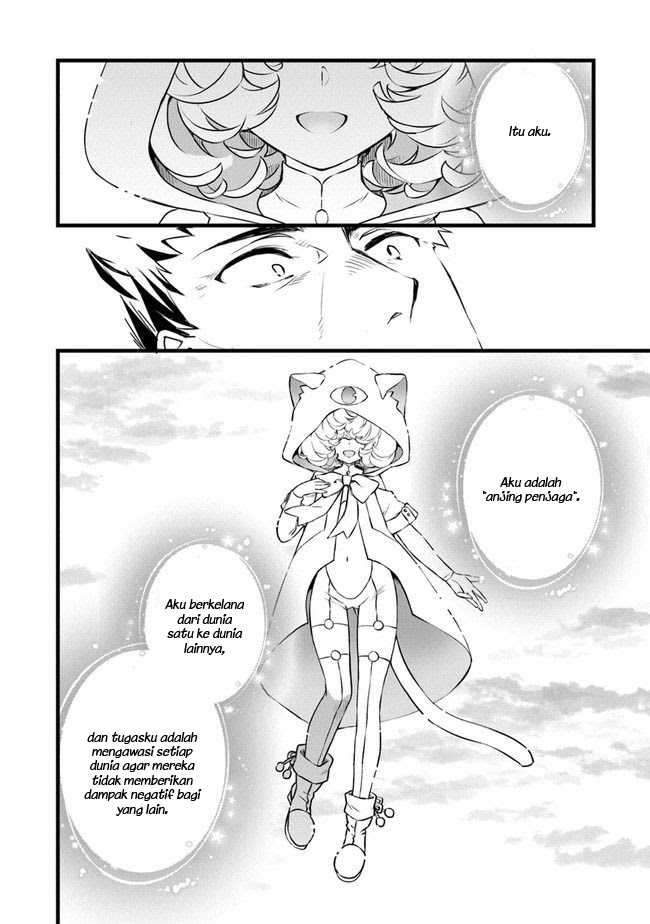 Itu aku.
Aku adalah
"anjing penjaga".
Aku berkelana
dari dunia
satu ke dunia
lainnya,
dan tugasku adalah
mengawasi setiap
dunia agar mereka
tidak memberikan
dampak negatif bagi
yang lain.